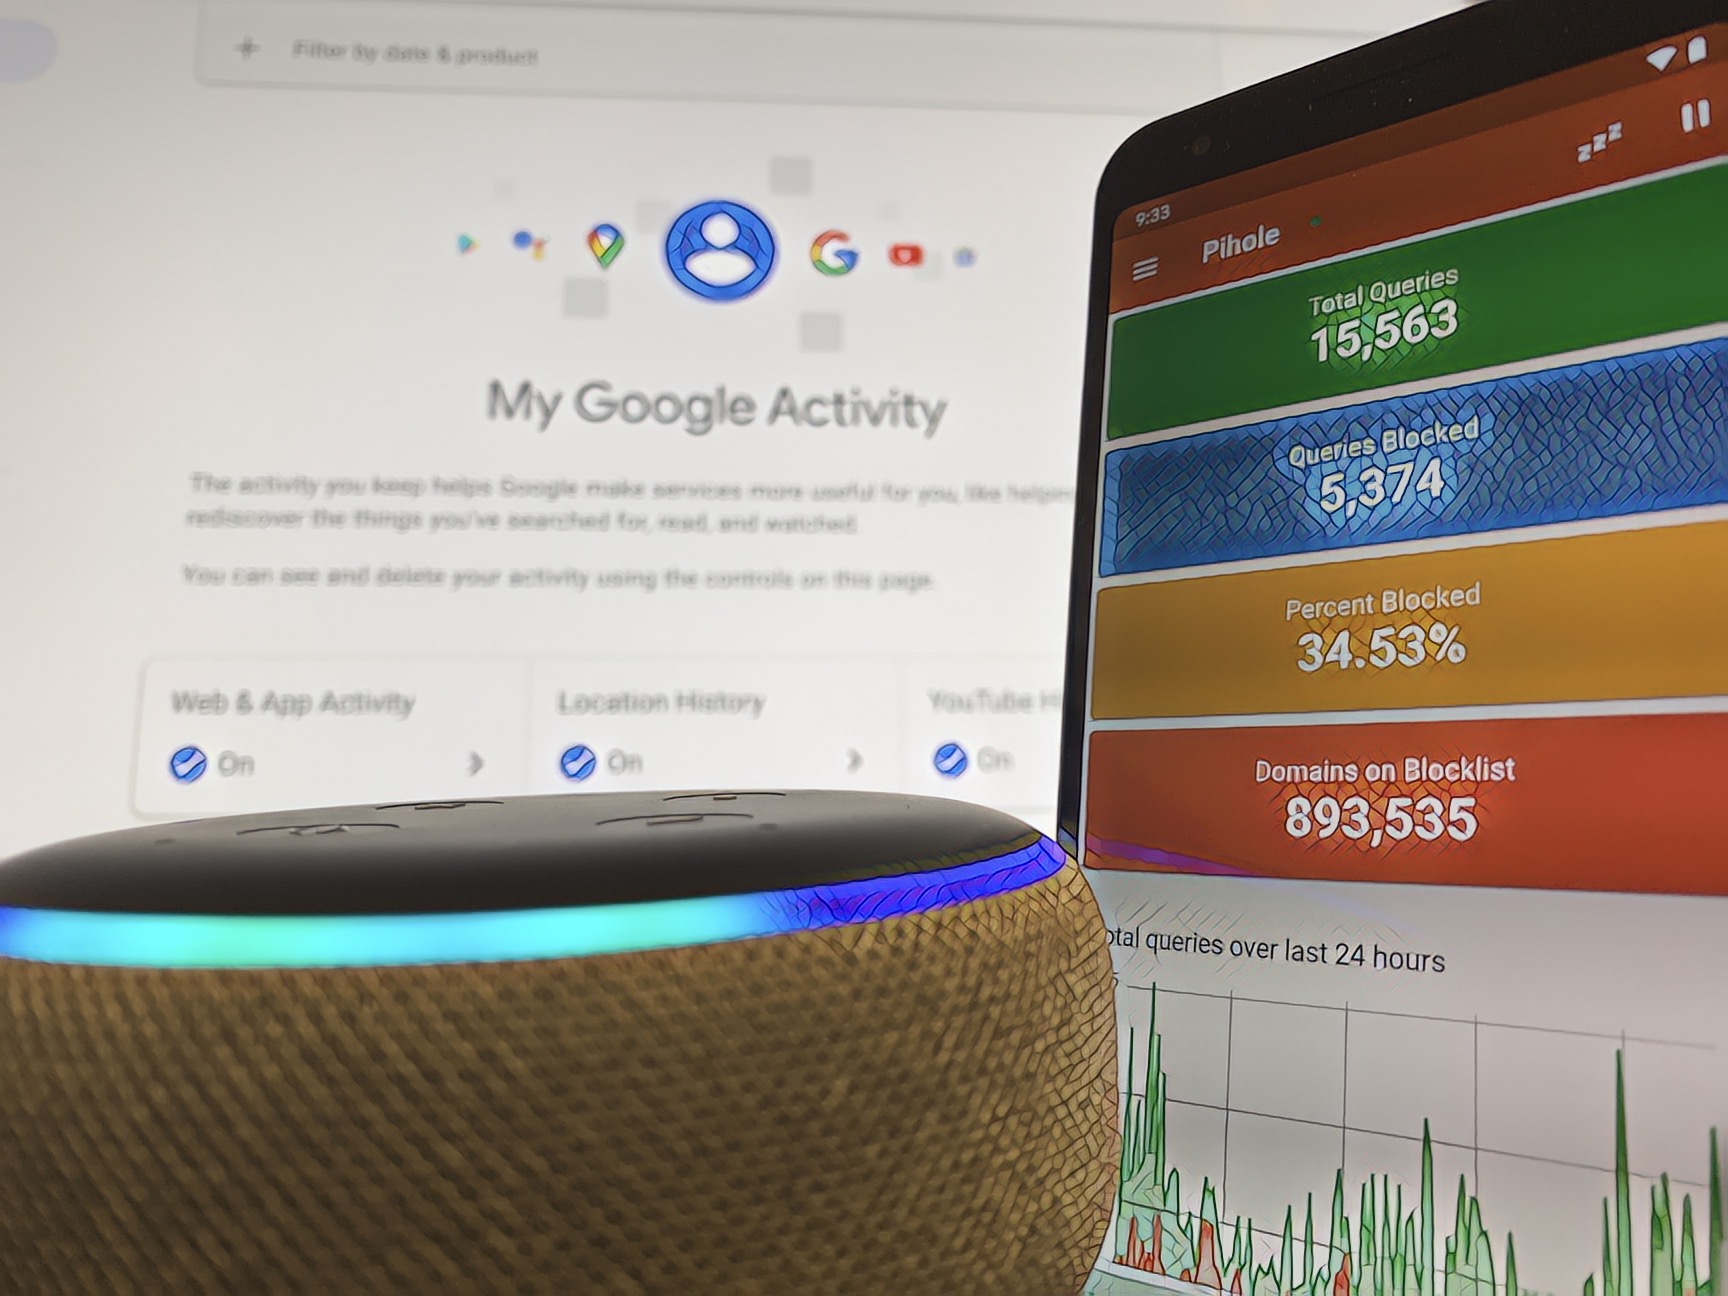 Filter by date & product
My Google Activity
The activity you keep helps Google make services more useful for you, like helping
rediscover the things you've searched for, read, and watched.
You can see and delete your activity using the controls on this page.
Web & App Activity
On
Location History
On
YouTube Hi
On
9:33
Pihole
zzz
Total Queries
15,563
Queries Blocked
5,374
Percent Blocked
34.53%
Domains on Blocklist
893,535
otal queries over last 24 hours